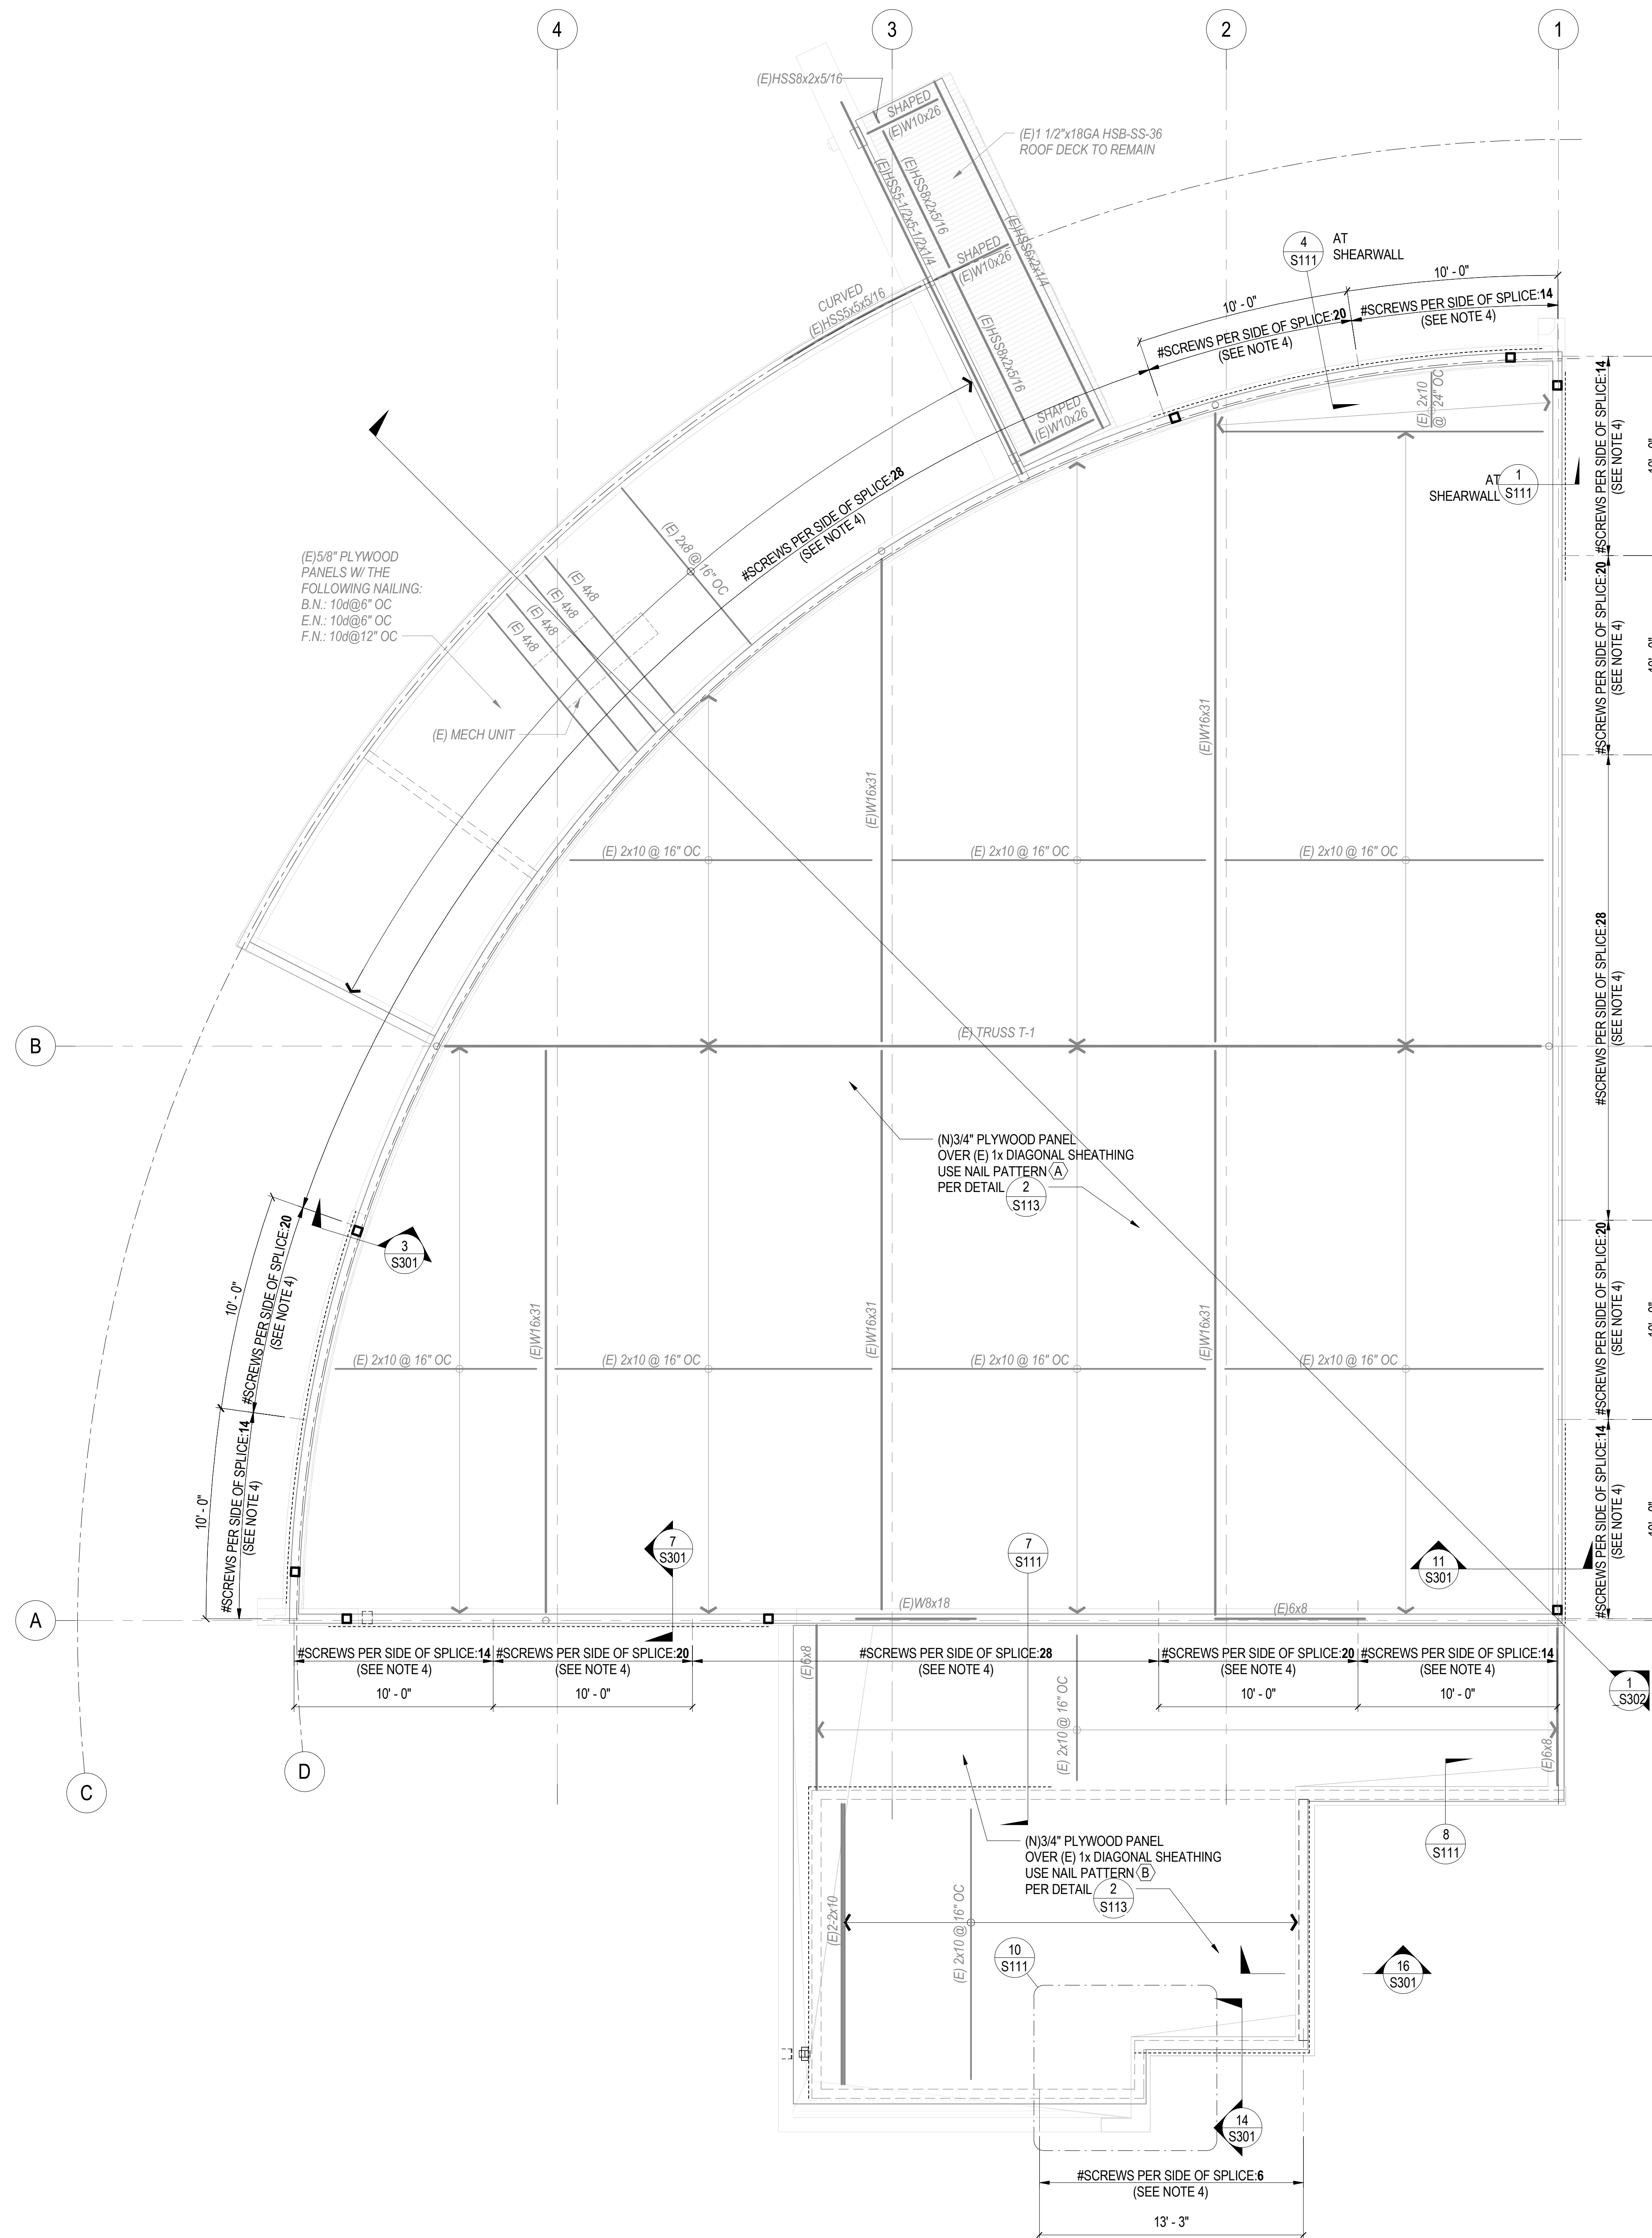 4
3
2
1
(E)HSS8x2x5/16
SHAPED
(E)W10x26
(E)1 1/2"x18GA HSB-SS-36
ROOF DECK TO REMAIN
(E)HSS8x2x5/16
(E)HSS5-1/2x5-1/2x1/4
(E)HSS6x2x1/4
SHAPED
(E)W10x26
CURVED
(E)HSS5x5x5/16
(E)HSS8x2x5/16
SHAPED
(E)W10x26
4
S111
AT
SHEARWALL
10' - 0"
10' - 0"
#SCREWS PER SIDE OF SPLICE:14
(SEE NOTE 4)
#SCREWS PER SIDE OF SPLICE:20
(SEE NOTE 4)
(E) 2x10
@ 24" OC
#SCREWS PER SIDE OF SPLICE:14
(SEE NOTE 4)
AT
SHEARWALL
1
S111
#SCREWS PER SIDE OF SPLICE:28
(SEE NOTE 4)
(E) 2x8 @ 16" OC
(E)5/8" PLYWOOD
PANELS W/ THE
FOLLOWING NAILING:
B.N.: 10d@6" OC
E.N.: 10d@6" OC
F.N.: 10d@12" OC
(E) 4x8
(E) 4x8
(E) 4x8
(E) 4x8
(E) MECH UNIT
#SCREWS PER SIDE OF SPLICE:20
(SEE NOTE 4)
(E)W16x31
(E)W16x31
(E) 2x10 @ 16" OC
(E) 2x10 @ 16" OC
(E) 2x10 @ 16" OC
#SCREWS PER SIDE OF SPLICE:28
(SEE NOTE 4)
B
(E) TRUSS T-1
(N)3/4" PLYWOOD PANEL
OVER (E) 1x DIAGONAL SHEATHING
USE NAIL PATTERN A
PER DETAIL
2
S113
3
S301
10' - 0"
#SCREWS PER SIDE OF SPLICE:20
(SEE NOTE 4)
(E)W16x31
(E)W16x31
(E)W16x31
#SCREWS PER SIDE OF SPLICE:20
(SEE NOTE 4)
(E) 2x10 @ 16" OC
(E) 2x10 @ 16" OC
(E) 2x10 @ 16" OC
(E) 2x10 @ 16" OC
10' - 0"
#SCREWS PER SIDE OF SPLICE:14
(SEE NOTE 4)
7
S301
7
S111
11
S301
#SCREWS PER SIDE OF SPLICE:14
(SEE NOTE 4)
A
(E)W8x18
(E)6x8
#SCREWS PER SIDE OF SPLICE:14
(SEE NOTE 4)
#SCREWS PER SIDE OF SPLICE:20
(SEE NOTE 4)
#SCREWS PER SIDE OF SPLICE:28
(SEE NOTE 4)
#SCREWS PER SIDE OF SPLICE:20
(SEE NOTE 4)
#SCREWS PER SIDE OF SPLICE:14
(SEE NOTE 4)
10' - 0"
10' - 0"
10' - 0"
10' - 0"
(E)6x8
(E) 2x10 @ 16" OC
(E)6x8
1
S302
C
D
8
S111
(N)3/4" PLYWOOD PANEL
OVER (E) 1x DIAGONAL SHEATHING
USE NAIL PATTERN B
PER DETAIL
2
S113
(E)2-2x10
(E) 2x10 @ 16" OC
10
S111
16
S301
14
S301
#SCREWS PER SIDE OF SPLICE:6
(SEE NOTE 4)
13' - 3"